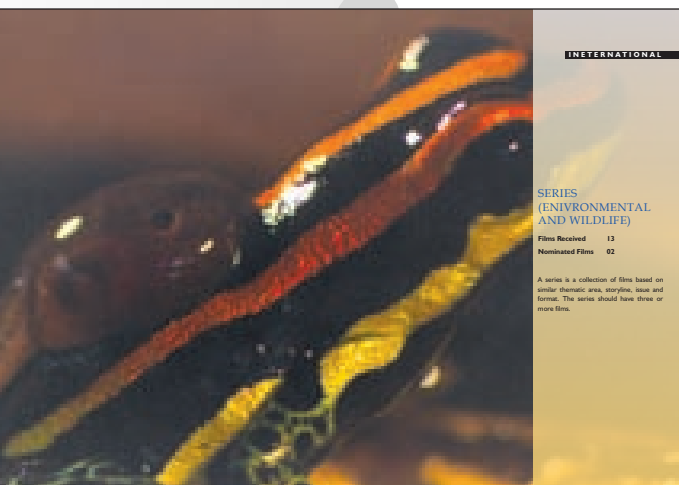 INETERNATIONAL
SERIES
(ENIVRONMENTAL
AND WILDLIFE)
Films Received 13
Nominated Films 02
A series is a collection of films based on
similar thematic area, storyline, issue and
format. The series should have three or
more films.